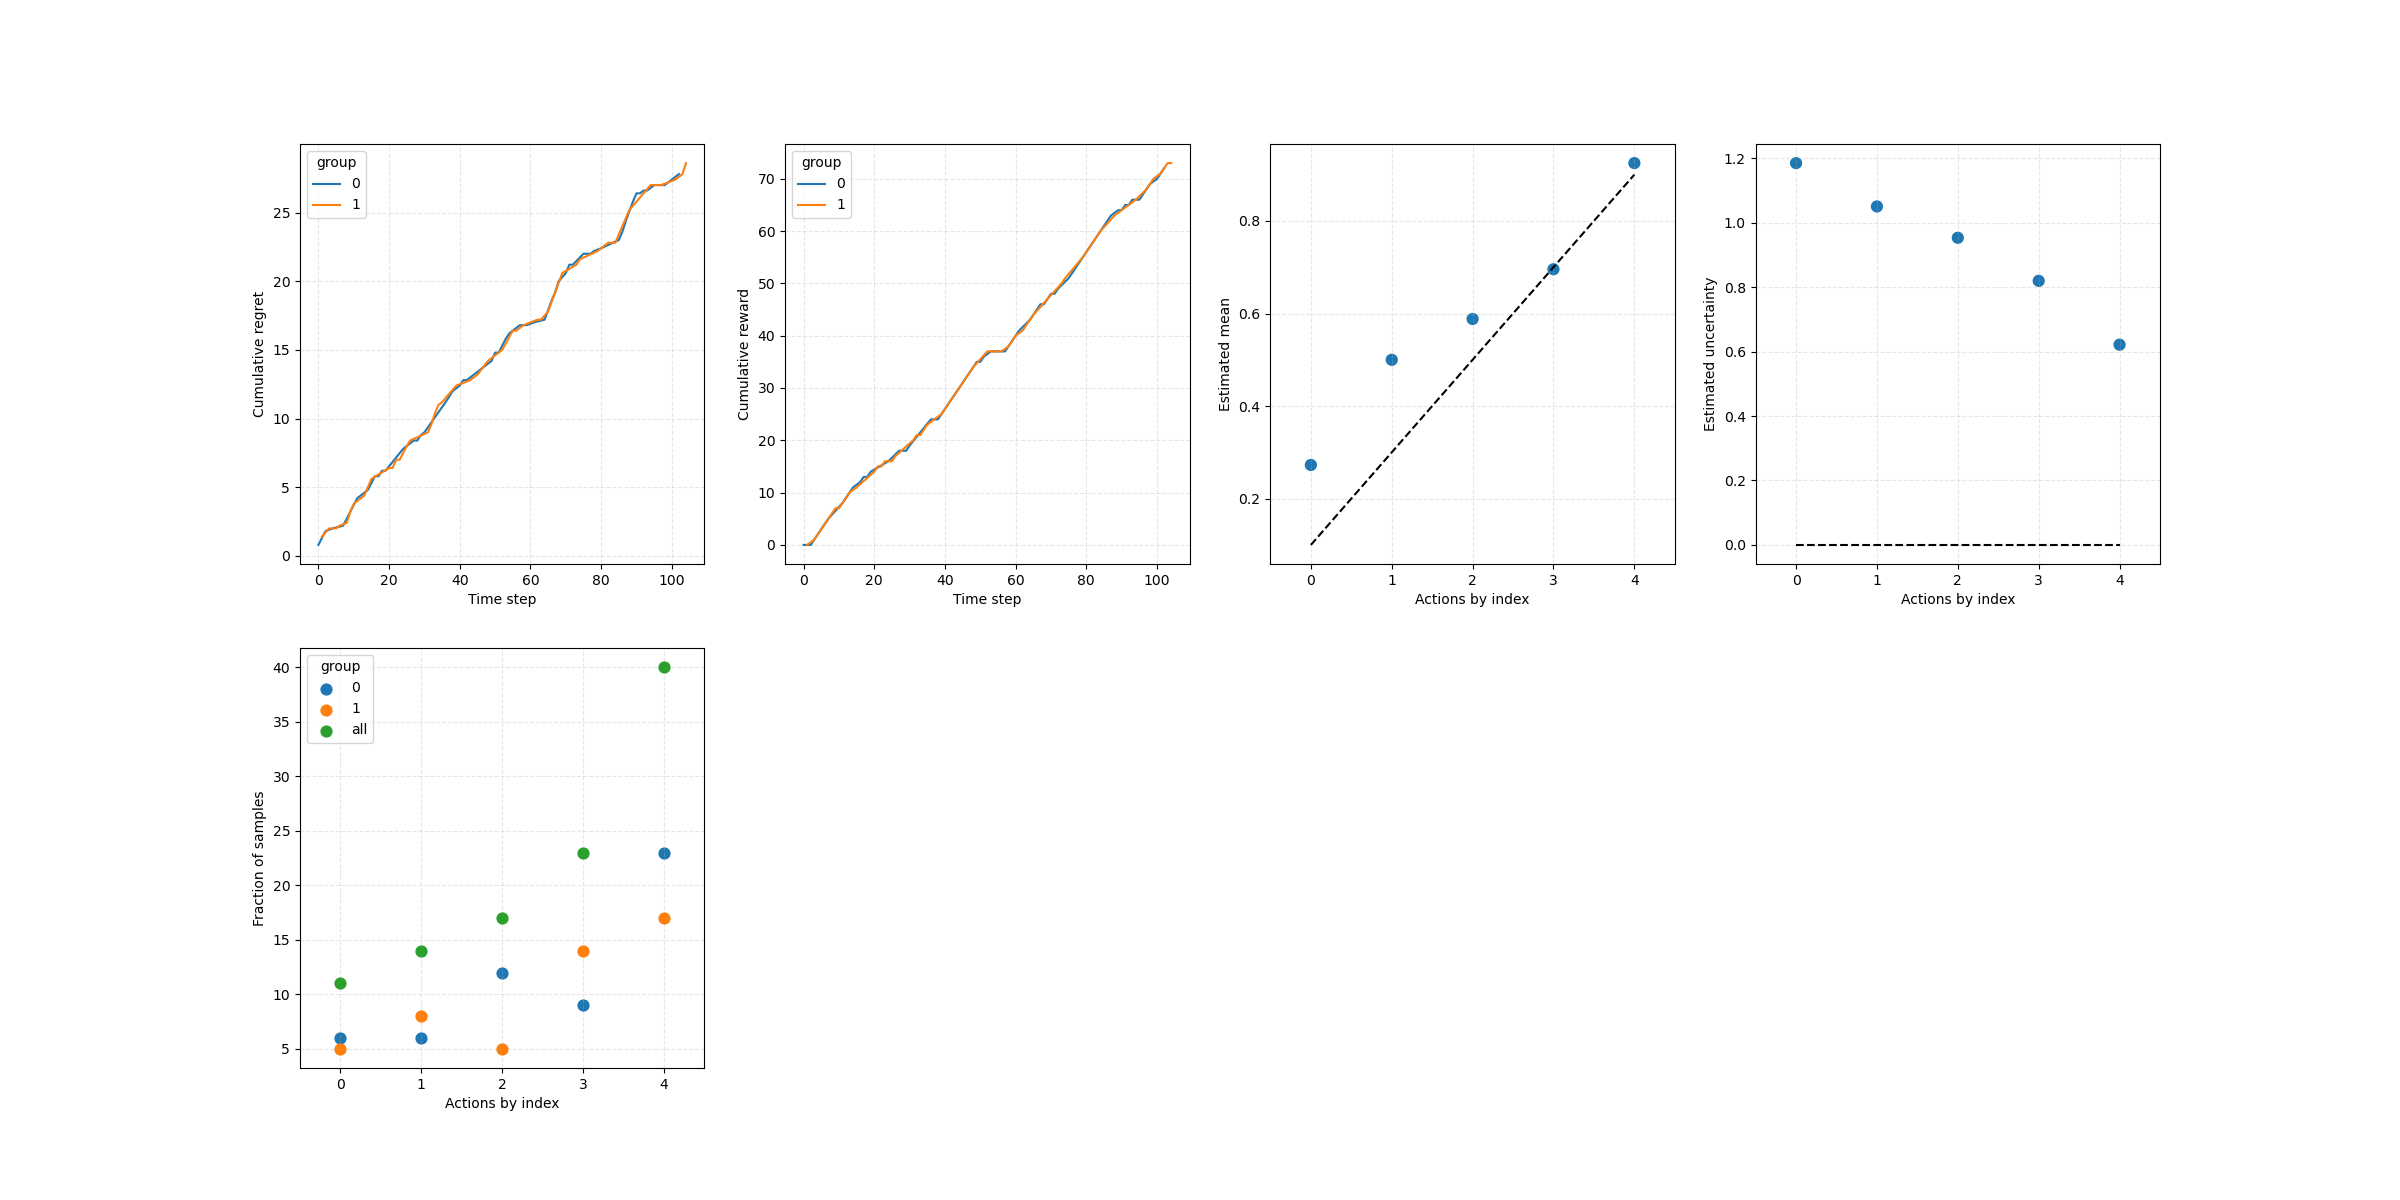 group
0
1
25
20
15
10
5
0
Cumulative regret
0 20 40 60 80 100
Time step
group
0
1
70
60
50
40
30
20
10
0
Cumulative reward
0 20 40 60 80 100
Time step
0.8
0.6
0.4
0.2
Estimated mean
0 1 2 3 4
Actions by index
1.2
1.0
0.8
0.6
0.4
0.2
0.0
Estimated uncertainty
0 1 2 3 4
Actions by index
group
0
1
all
40
35
30
25
20
15
10
5
Fraction of samples
0 1 2 3 4
Actions by index